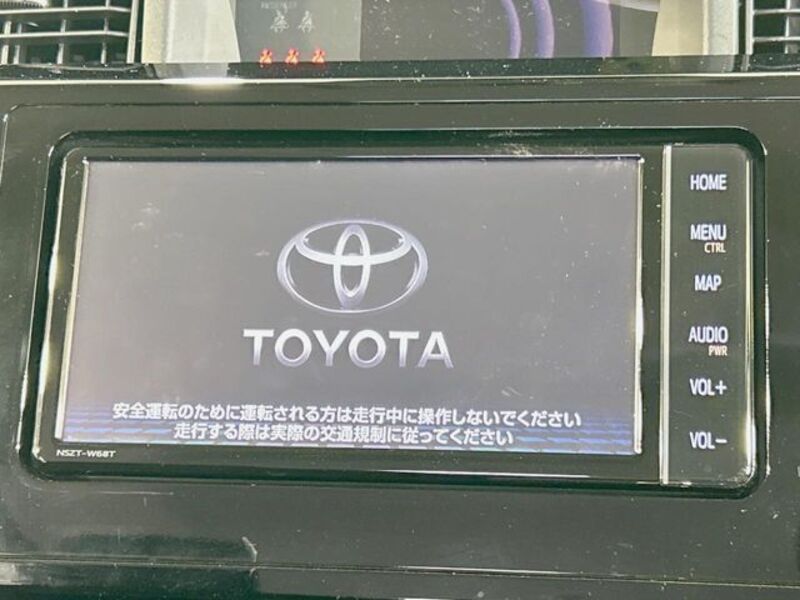 HOME
MENU
CTRL
MAP
AUDIO
PWR
VOL+
VOL−
TOYOTA
安全運転のために運転される方は走行中に操作しないでください
走行する際は実際の交通規制に従ってください
NSZT-W68T